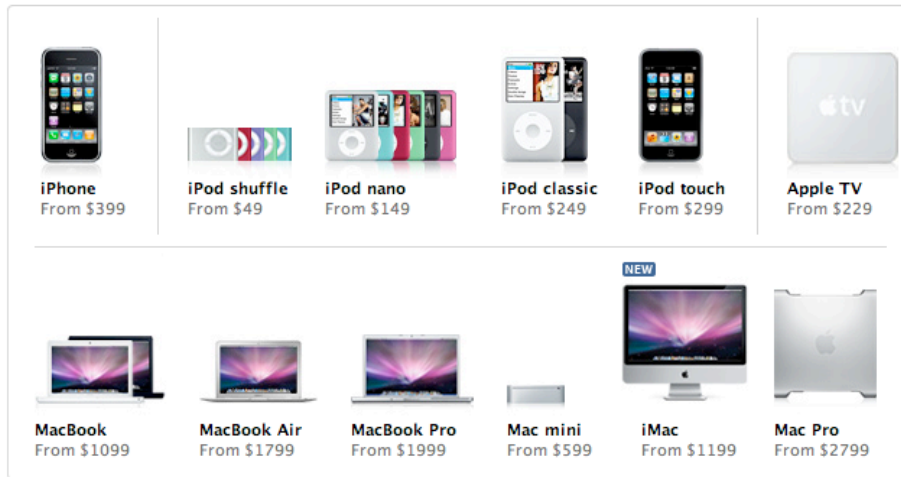 tv
iPhone
From $399
iPod shuffle
From $49
iPod nano
From $149
iPod classic
From $249
iPod touch
From $299
Apple TV
From $229
MacBook
From $1099
MacBook Air
From $1799
MacBook Pro
From $1999
Mac mini
From $599
NEW
iMac
From $1199
Mac Pro
From $2799